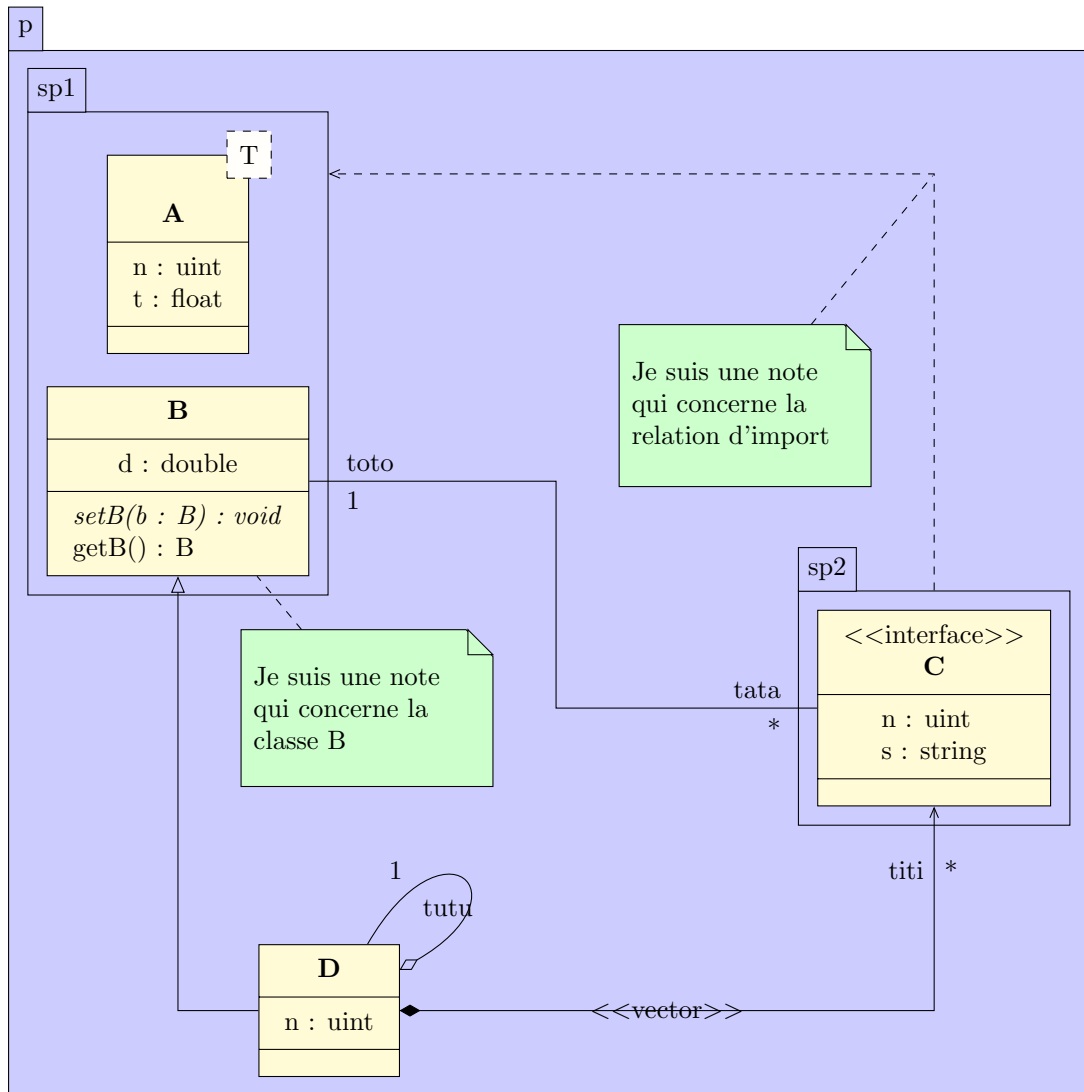 p
sp1
T
A
n : uint
t : float
Je suis une note
qui concerne la
relation d'import
B
d : double
setB(b : B) : void
getB() : B
toto
1
sp2
<<interface>>
C
n : uint
s : string
tata
*
Je suis une note
qui concerne la
classe B
titi
*
1
tutu
D
n : uint
<<vector>>